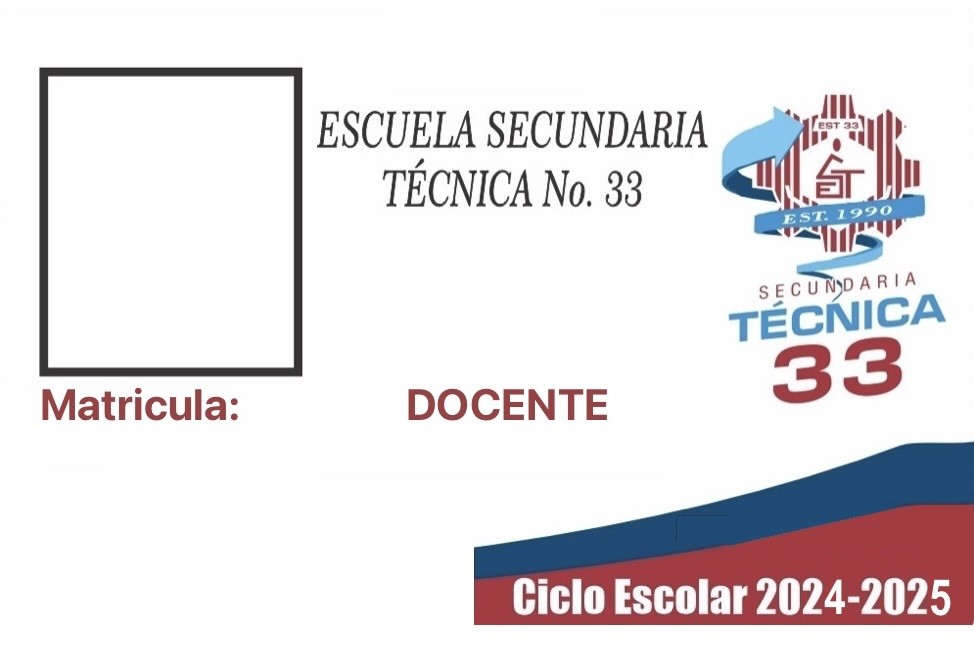 ESCUELA SECUNDARIA
TÉCNICA No. 33
EST 33
EST. 1990
SECUNDARIA
TÉCNICA
33
Matricula:
DOCENTE
Ciclo Escolar 2024-2025